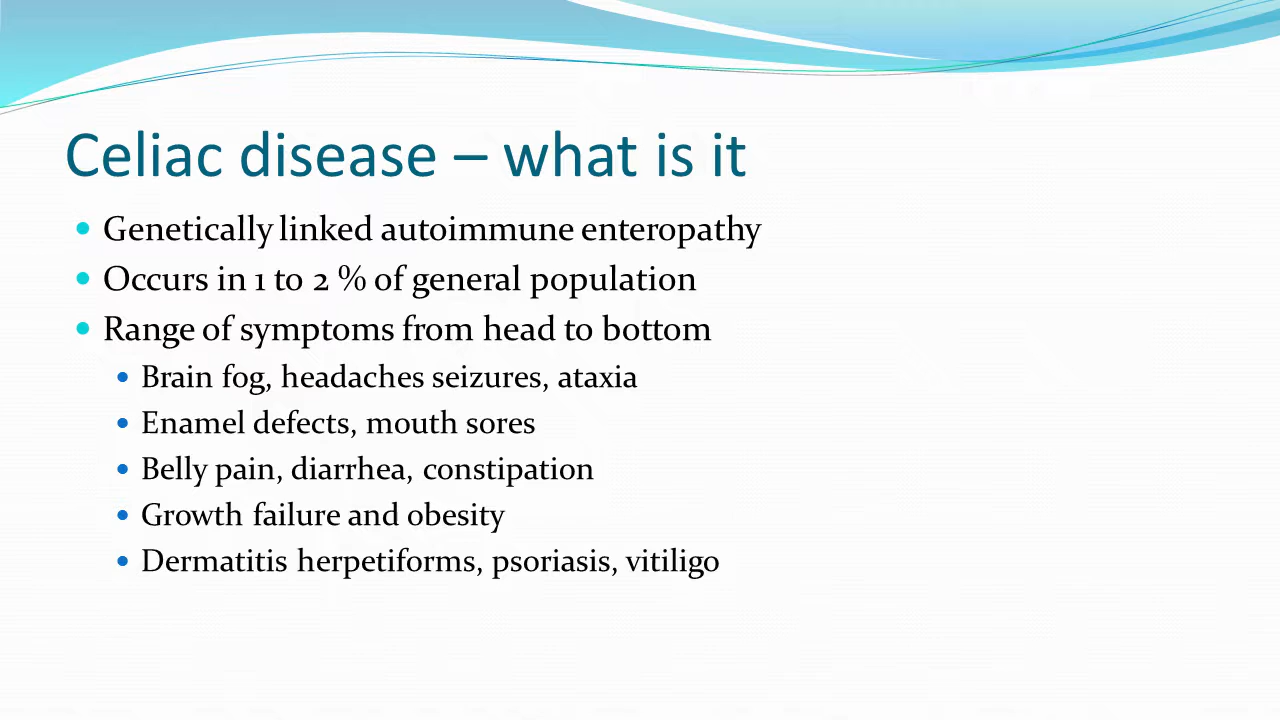 Celiac disease – what is it
• Genetically linked autoimmune enteropathy
• Occurs in 1 to 2 % of general population
• Range of symptoms from head to bottom
• Brain fog, headaches seizures, ataxia
• Enamel defects, mouth sores
• Belly pain, diarrhea, constipation
• Growth failure and obesity
• Dermatitis herpetiforms, psoriasis, vitiligo